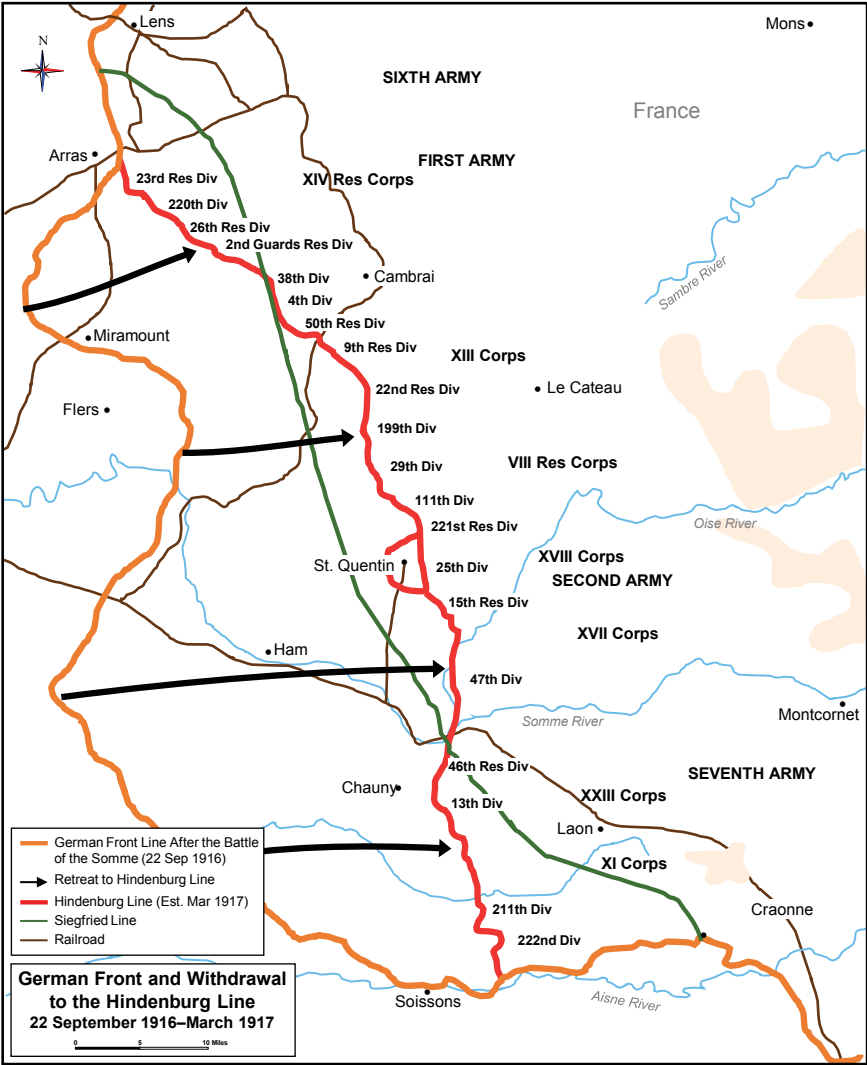 Lens
Mons
N
SIXTH ARMY
France
Arras
FIRST ARMY
23rd Res Div
XIV Res Corps
220th Div
26th Res Div
2nd Guards Res Div
Sambre River
38th Div
Cambrai
4th Div
50th Res Div
Miramount
9th Res Div
XIII Corps
22nd Res Div
Le Cateau
Flers
199th Div
29th Div
VIII Res Corps
111th Div
221st Res Div
Oise River
St. Quentin
25th Div
XVIII Corps
SECOND ARMY
15th Res Div
XVII Corps
Ham
47th Div
Somme River
Montcornet
46th Res Div
SEVENTH ARMY
Chauny
13th Div
XXIII Corps
Laon
XI Corps
211th Div
Craonne
222nd Div
Soissons
Aisne River
German Front Line After the Battle
of the Somme (22 Sep 1916)
Retreat to Hindenburg Line
Hindenburg Line (Est. Mar 1917)
Siegfried Line
Railroad
German Front and Withdrawal
to the Hindenburg Line
22 September 1916–March 1917
0 5 10 Miles